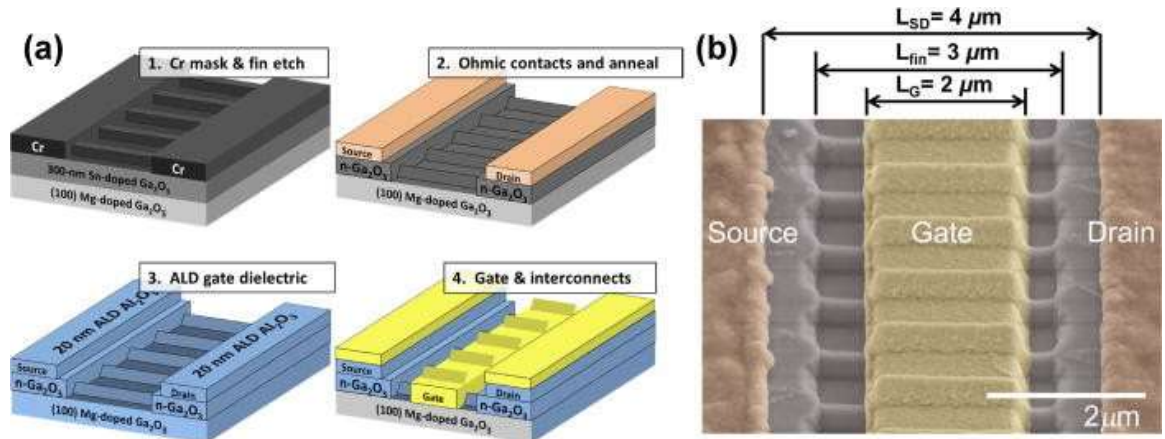 (a)
1. Cr mask & fin etch
Cr
Cr
300-nm Sn-doped Ga₂O₃
(100) Mg-doped Ga₂O₃
2. Ohmic contacts and anneal
Source
Drain
n-Ga₂O₃
n-Ga₂O₃
(100) Mg-doped Ga₂O₃
3. ALD gate dielectric
20 nm ALD Al₂O₃
20 nm ALD Al₂O₃
Source
Drain
n-Ga₂O₃
n-Ga₂O₃
(100) Mg-doped Ga₂O₃
4. Gate & interconnects
Source
Drain
n-Ga₂O₃
n-Ga₂O₃
Gate
(100) Mg-doped Ga₂O₃
(b)
L_SD = 4 µm
L_fin = 3 µm
L_G = 2 µm
Source
Gate
Drain
2µm